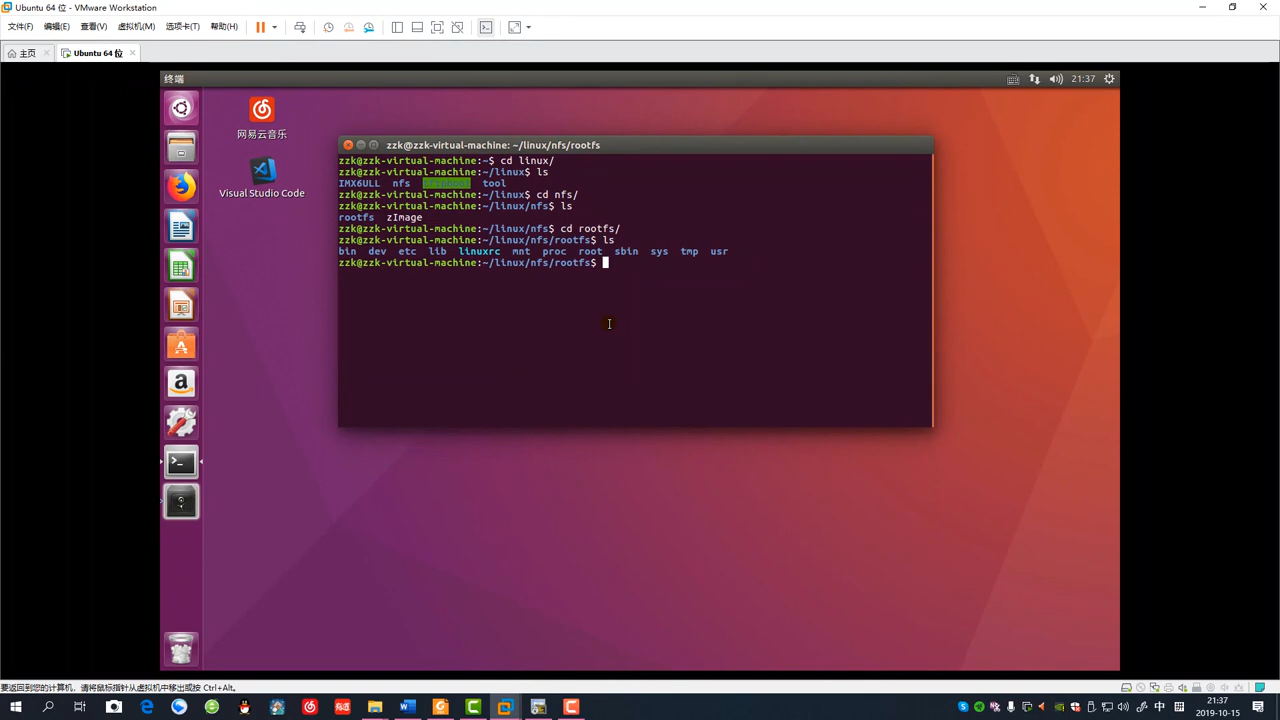 Ubuntu 64 位 - VMware Workstation
文件(F) 编辑(E) 查看(V) 虚拟机(M) 选项卡(T) 帮助(H)
主页 Ubuntu 64 位
终端 21:37
网易云音乐
Visual Studio Code
zzk@zzk-virtual-machine: ~/linux/nfs/rootfs
zzk@zzk-virtual-machine:~$ cd linux/
zzk@zzk-virtual-machine:~/linux$ ls
IMX6ULL nfs tool
zzk@zzk-virtual-machine:~/linux$ cd nfs/
zzk@zzk-virtual-machine:~/linux/nfs$ ls
rootfs zImage
zzk@zzk-virtual-machine:~/linux/nfs$ cd rootfs/
zzk@zzk-virtual-machine:~/linux/nfs/rootfs$ ls
bin dev etc lib linuxrc mnt proc root sbin sys tmp usr
zzk@zzk-virtual-machine:~/linux/nfs/rootfs$
要返回到您的计算机，请将鼠标指针从虚拟机中移出或按 Ctrl+Alt。
有道
中 拼
21:37
2019-10-15